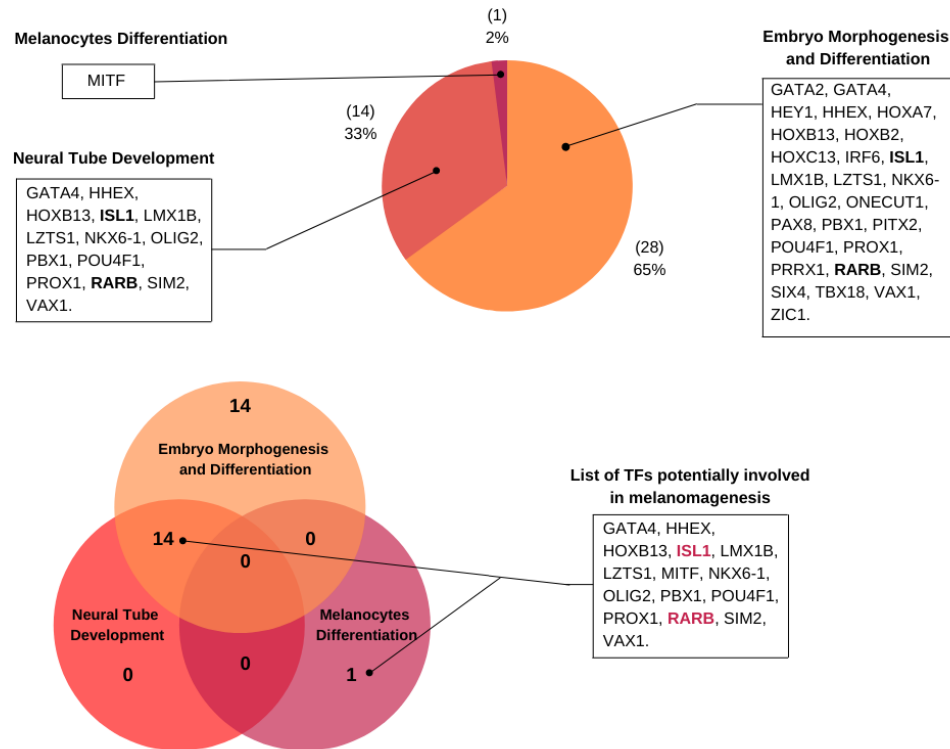 Melanocytes Differentiation
MITF
(1)
2%
(14)
33%
(28)
65%
Neural Tube Development
GATA4, HHEX,
HOXB13, ISL1, LMX1B,
LZTS1, NKX6-1, OLIG2,
PBX1, POU4F1,
PROX1, RARB, SIM2,
VAX1.
Embryo Morphogenesis
and Differentiation
GATA2, GATA4,
HEY1, HHEX, HOXA7,
HOXB13, HOXB2,
HOXC13, IRF6, ISL1,
LMX1B, LZTS1, NKX6-
1, OLIG2, ONECUT1,
PAX8, PBX1, PITX2,
POU4F1, PROX1,
PRRX1, RARB, SIM2,
SIX4, TBX18, VAX1,
ZIC1.
14
Embryo Morphogenesis
and Differentiation
14
0
0
Neural Tube
Development
0
Melanocytes
Differentiation
0
1
List of TFs potentially involved
in melanomagenesis
GATA4, HHEX,
HOXB13, ISL1, LMX1B,
LZTS1, MITF, NKX6-1,
OLIG2, PBX1, POU4F1,
PROX1, RARB, SIM2,
VAX1.